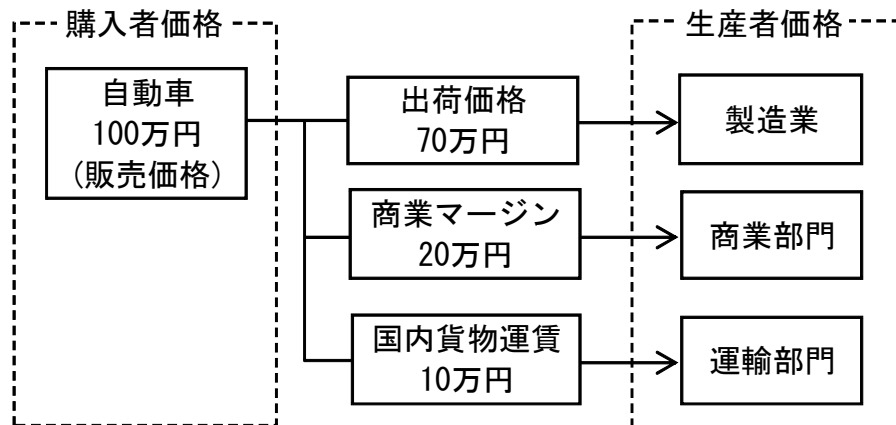 購入者価格
生産者価格
自動車
100万円
(販売価格)
出荷価格
70万円
製造業
商業マージン
20万円
商業部門
国内貨物運賃
10万円
運輸部門